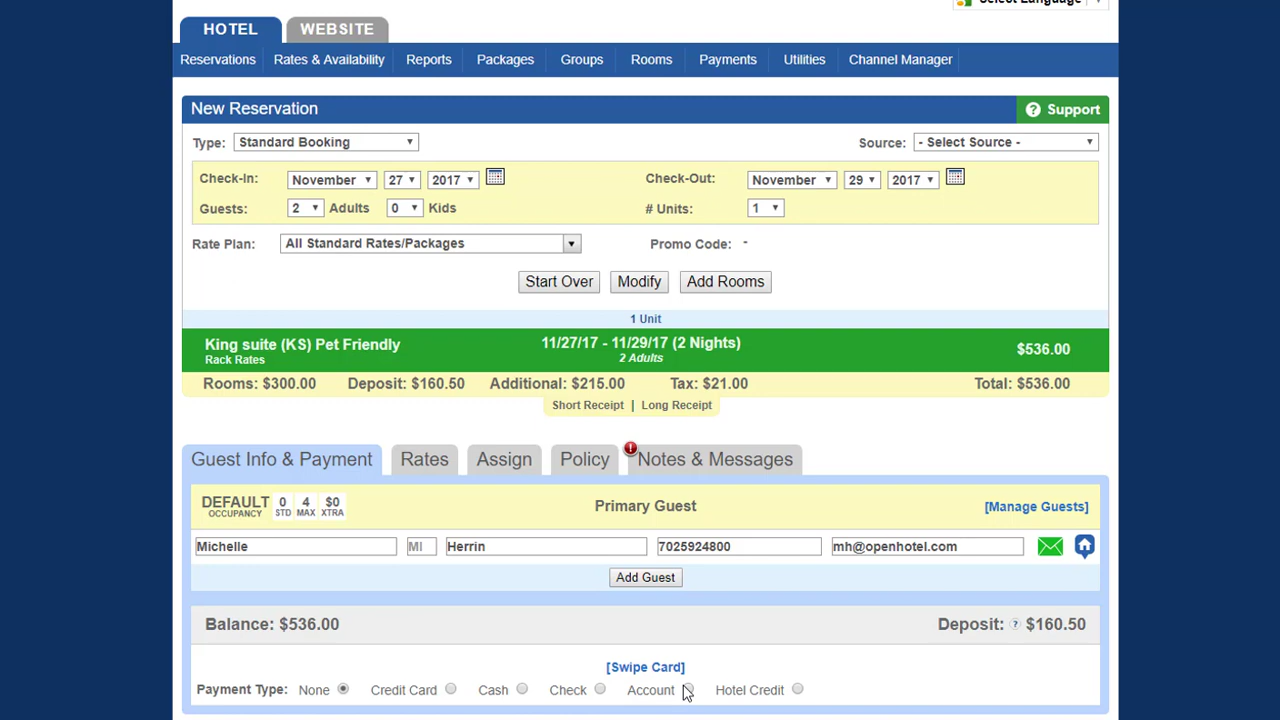 Select Language
HOTEL WEBSITE
Reservations Rates & Availability Reports Packages Groups Rooms Payments Utilities Channel Manager
New Reservation ? Support
Type: Standard Booking Source: - Select Source -
Check-In: November 27 2017 Check-Out: November 29 2017
Guests: 2 Adults 0 Kids # Units: 1
Rate Plan: All Standard Rates/Packages Promo Code: -
Start Over Modify Add Rooms
1 Unit
King suite (KS) Pet Friendly 11/27/17 - 11/29/17 (2 Nights) $536.00
Rack Rates 2 Adults
Rooms: $300.00 Deposit: $160.50 Additional: $215.00 Tax: $21.00 Total: $536.00
Short Receipt | Long Receipt
Guest Info & Payment Rates Assign Policy ! Notes & Messages
DEFAULT 0 4 $0 Primary Guest [Manage Guests]
OCCUPANCY STD MAX XTRA
Michelle MI Herrin 7025924800 mh@openhotel.com
Add Guest
Balance: $536.00 Deposit: ? $160.50
[Swipe Card]
Payment Type: None Credit Card Cash Check Account Hotel Credit